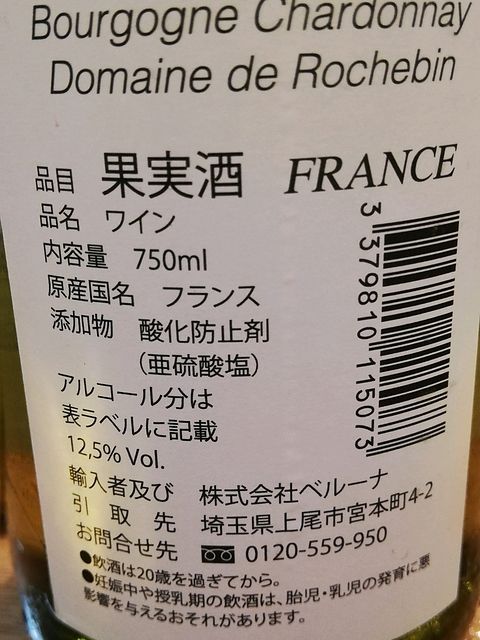 Bourgogne Chardonnay
Domaine de Rochebin
品目 果実酒 FRANCE
品名 ワイン
内容量 750ml
原産国名 フランス
添加物 酸化防止剤
(亜硫酸塩)
アルコール分は
表ラベルに記載
12,5% Vol.
輸入者及び 株式会社ベルーナ
引取先 埼玉県上尾市宮本町4-2
お問合せ先 0120-559-950
●飲酒は20歳を過ぎてから。
●妊娠中や授乳期の飲酒は、胎児・乳児の発育に悪
影響を与えるおそれがあります。
3 379810 115073